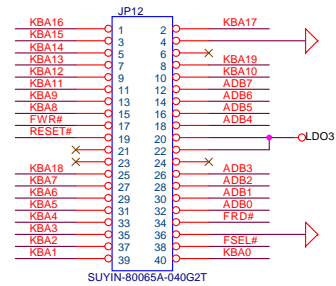 JP12
KBA16 1 2 KBA17
KBA15 3 4
KBA14 5 6
KBA13 7 8 KBA19
KBA12 9 10 KBA10
KBA11 11 12 ADB7
KBA9 13 14 ADB6
KBA8 15 16 ADB5
FWR# 17 18 ADB4
RESET# 19 20 LDO3
21 22
23 24
KBA18 25 26 ADB3
KBA7 27 28 ADB2
KBA6 29 30 ADB1
KBA5 31 32 ADB0
KBA4 33 34 FRD#
KBA3 35 36
KBA2 37 38 FSEL#
KBA1 39 40 KBA0
SUYIN-80065A-040G2T